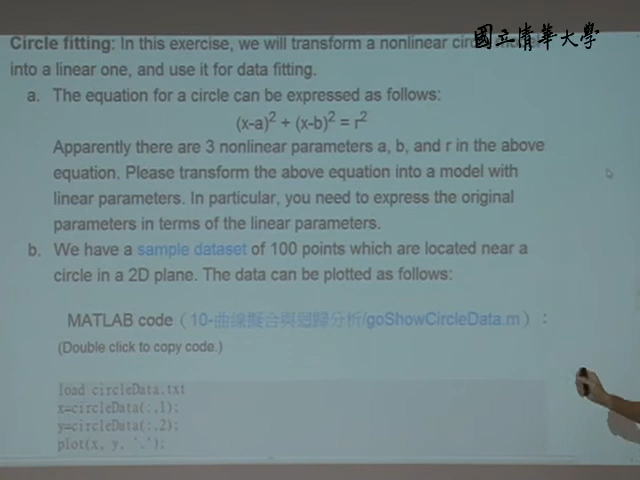 國立清華大學
Circle fitting: In this exercise, we will transform a nonlinear
into a linear one, and use it for data fitting.
a. The equation for a circle can be expressed as follows:
(x-a)² + (x-b)² = r²
Apparently there are 3 nonlinear parameters a, b, and r in the above
equation. Please transform the above equation into a model with
linear parameters. In particular, you need to express the original
parameters in terms of the linear parameters.
b. We have a sample dataset of 100 points which are located near a
circle in a 2D plane. The data can be plotted as follows:
MATLAB code（10-曲線擬合與迴歸分析/goShowCircleData.m）：
(Double click to copy code.)
load circleData.txt
x=circleData(:,1);
y=circleData(:,2);
plot(x, y, '.');